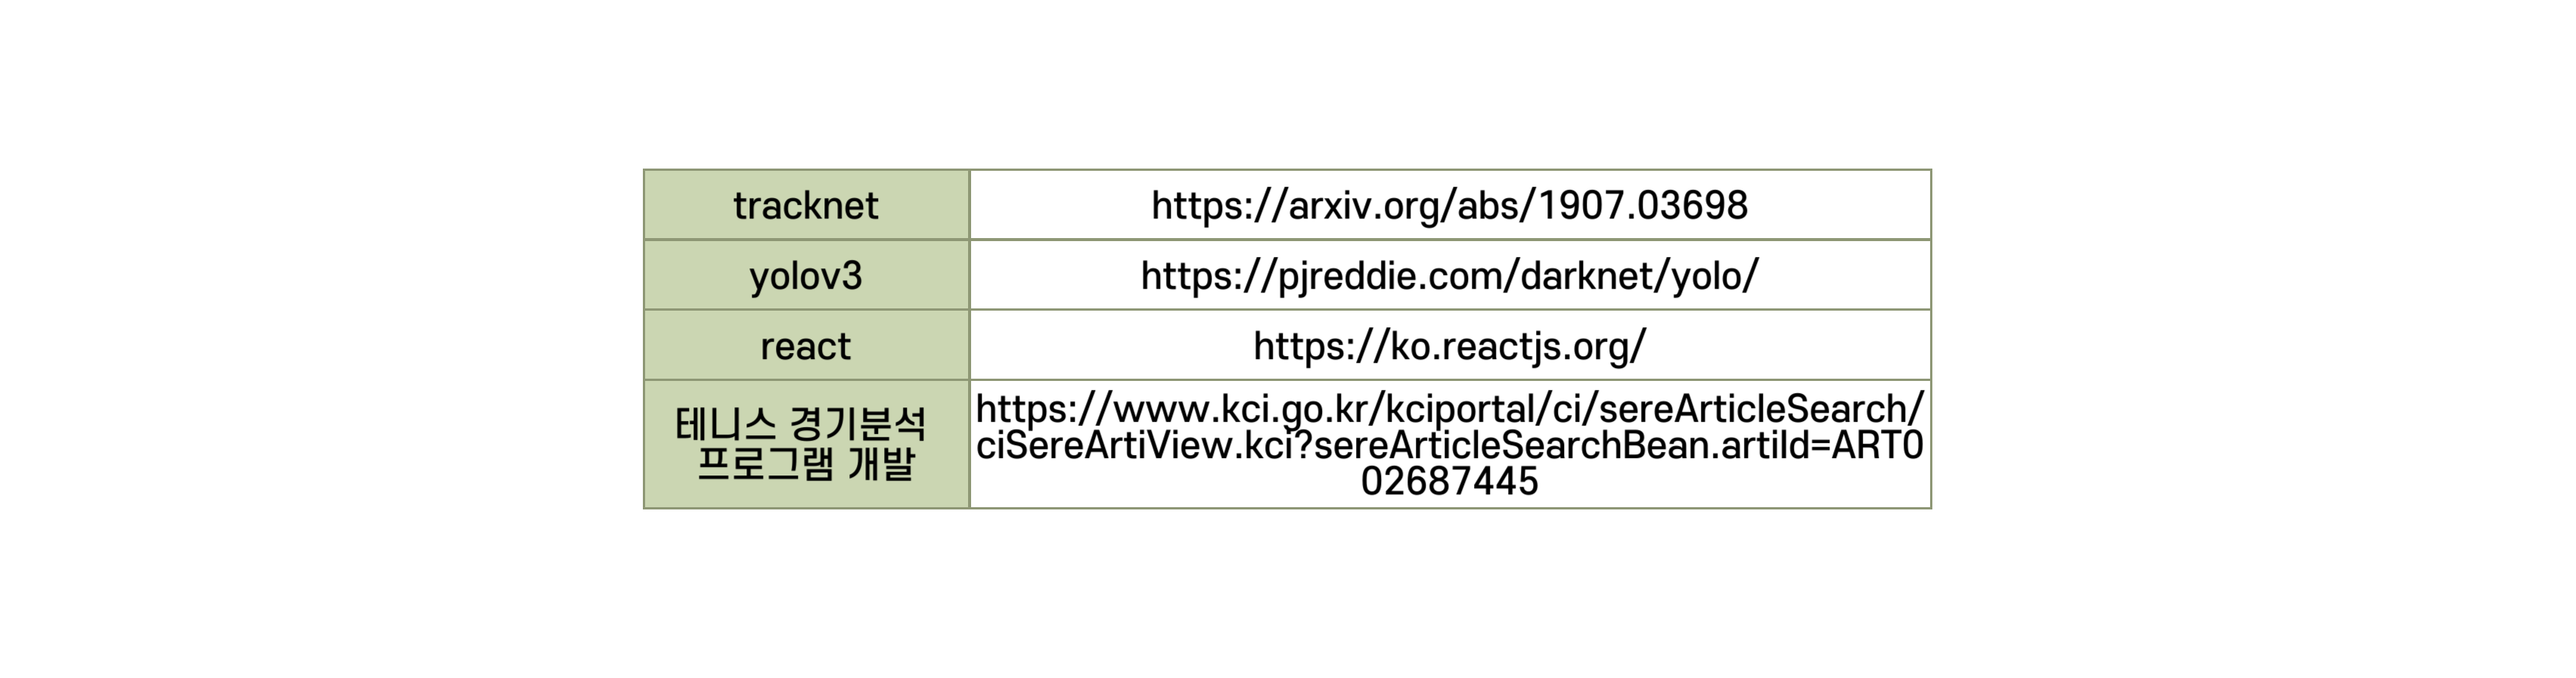 tracknet
https://arxiv.org/abs/1907.03698
yolov3
https://pjreddie.com/darknet/yolo/
react
https://ko.reactjs.org/
테니스 경기분석
프로그램 개발
https://www.kci.go.kr/kciportal/ci/sereArticleSearch/
ciSereArtiView.kci?sereArticleSearchBean.artiId=ART0
02687445